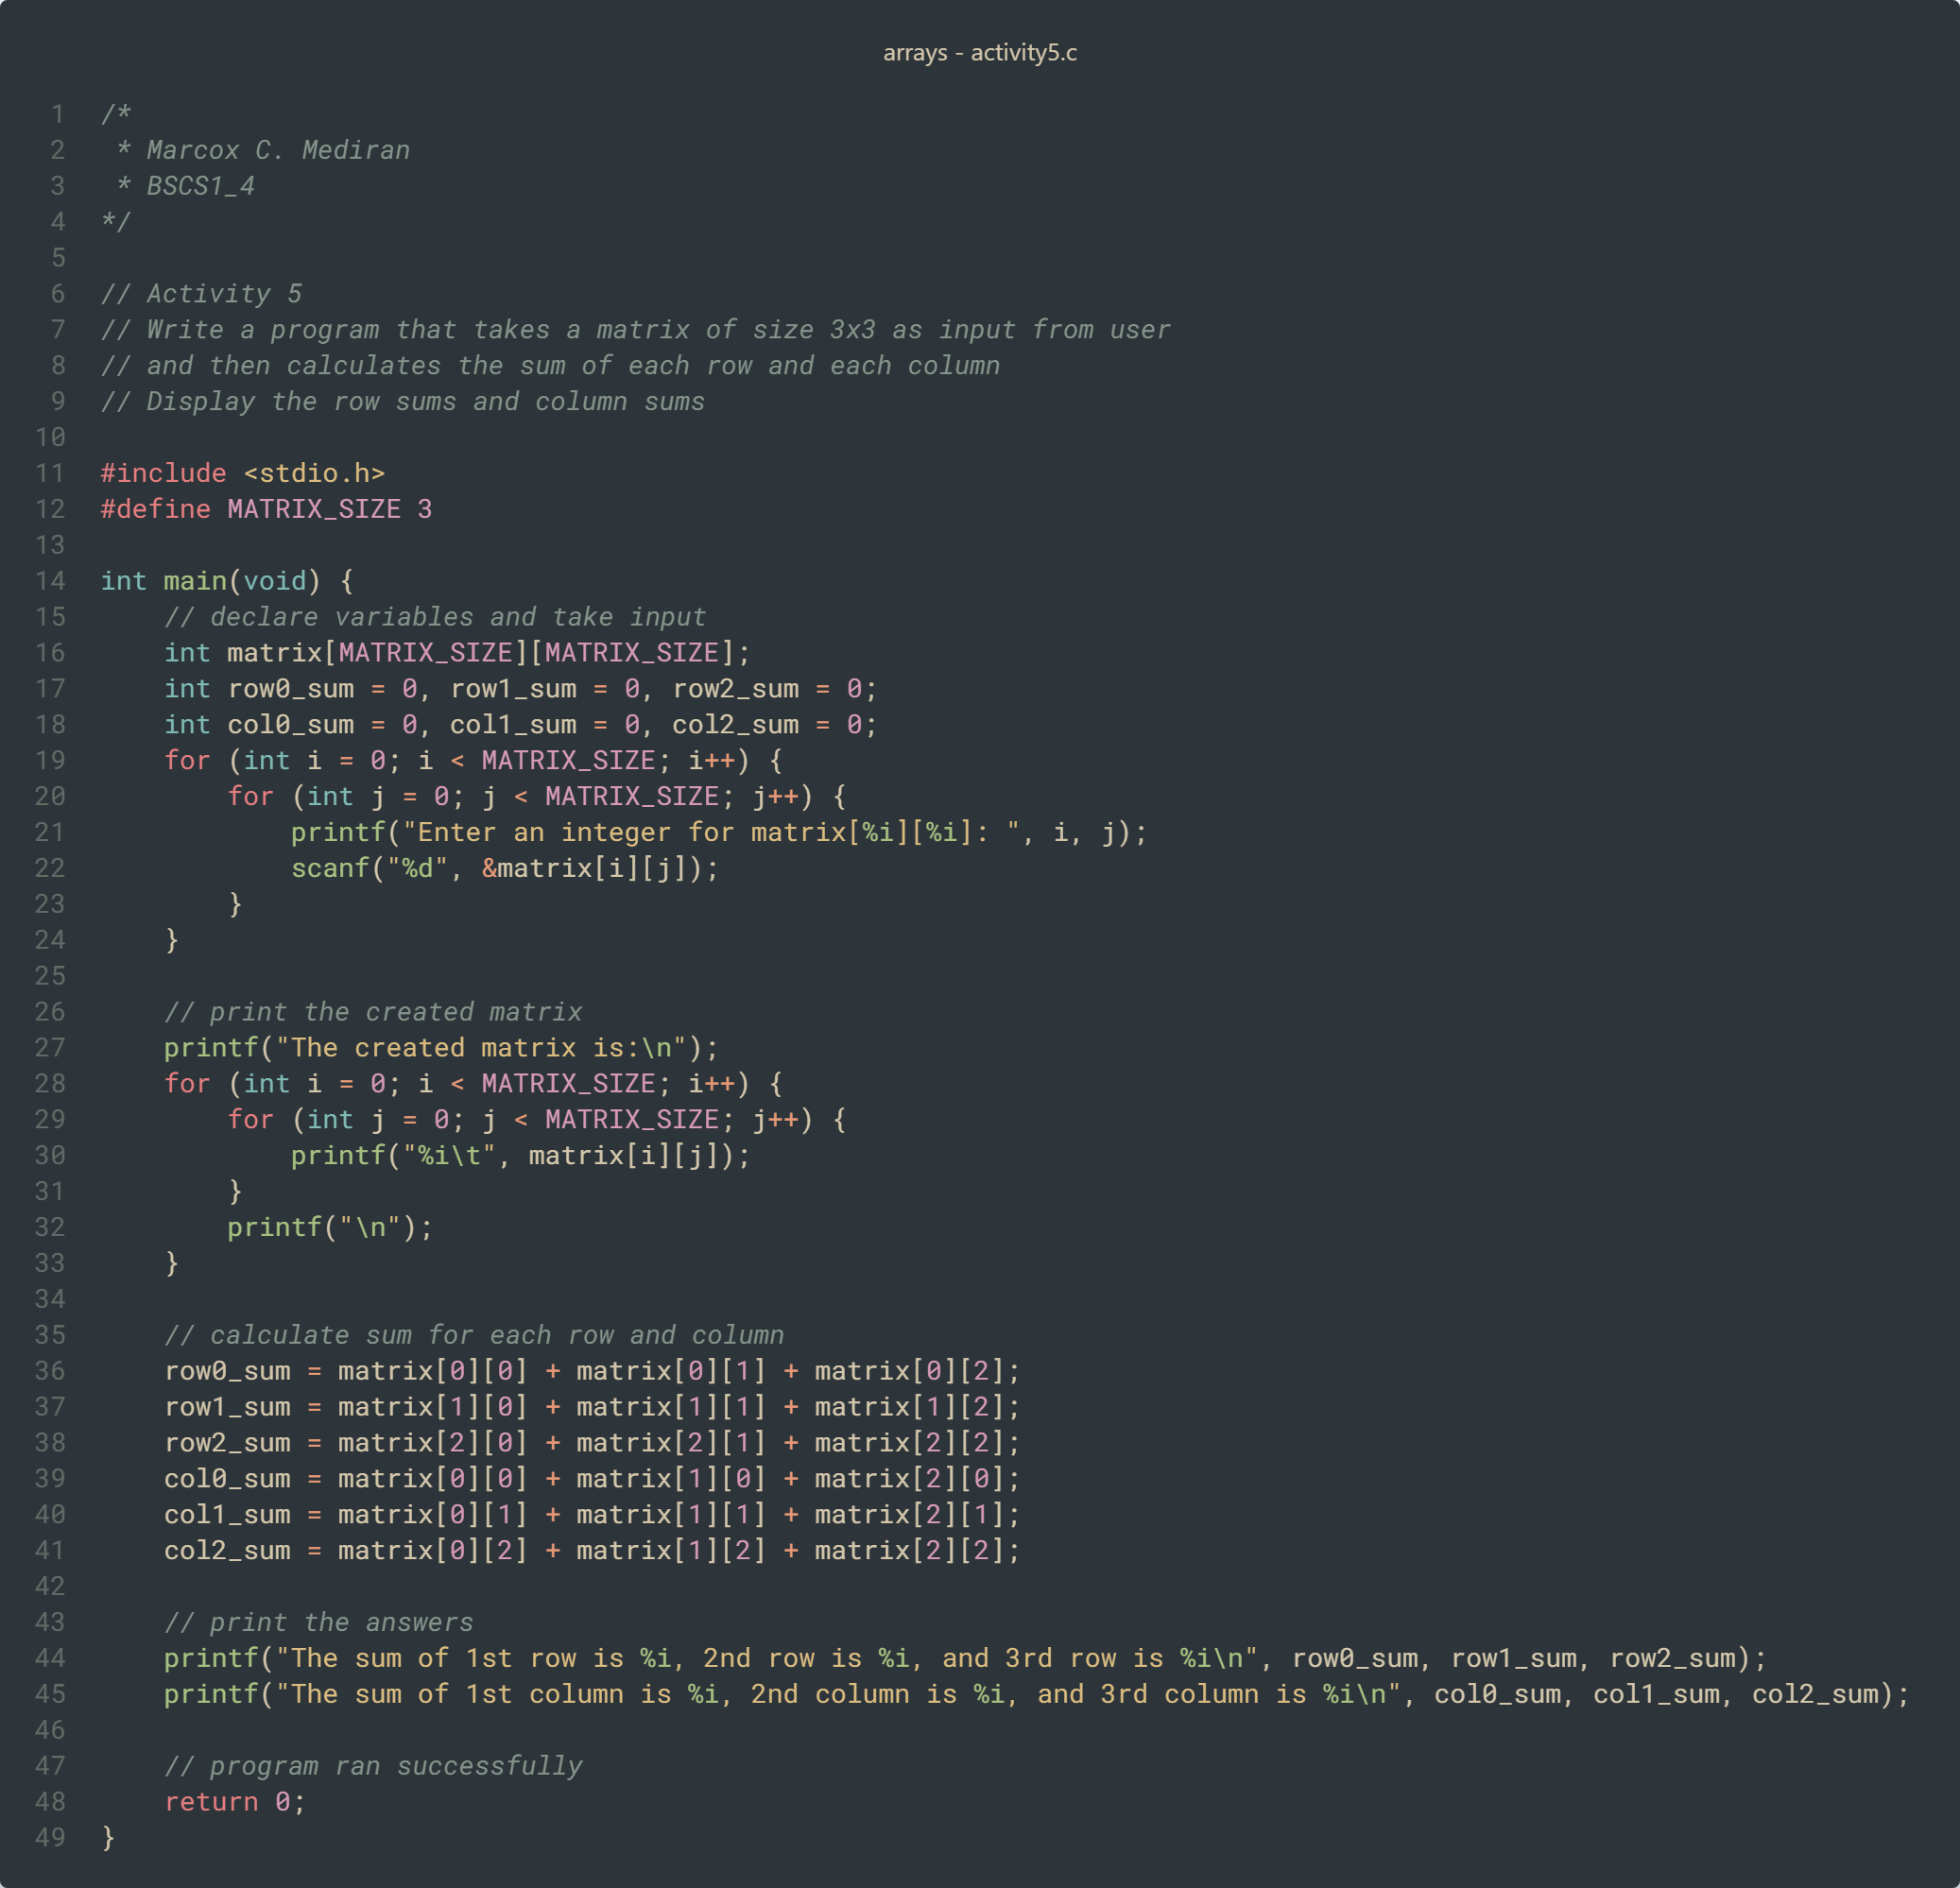 arrays - activity5.c
1 /*
2  * Marcox C. Mediran
3  * BSCS1_4
4 */
5
6 // Activity 5
7 // Write a program that takes a matrix of size 3x3 as input from user
8 // and then calculates the sum of each row and each column
9 // Display the row sums and column sums
10
11 #include <stdio.h>
12 #define MATRIX_SIZE 3
13
14 int main(void) {
15     // declare variables and take input
16     int matrix[MATRIX_SIZE][MATRIX_SIZE];
17     int row0_sum = 0, row1_sum = 0, row2_sum = 0;
18     int col0_sum = 0, col1_sum = 0, col2_sum = 0;
19     for (int i = 0; i < MATRIX_SIZE; i++) {
20         for (int j = 0; j < MATRIX_SIZE; j++) {
21             printf("Enter an integer for matrix[%i][%i]: ", i, j);
22             scanf("%d", &matrix[i][j]);
23         }
24     }
25
26     // print the created matrix
27     printf("The created matrix is:\n");
28     for (int i = 0; i < MATRIX_SIZE; i++) {
29         for (int j = 0; j < MATRIX_SIZE; j++) {
30             printf("%i\t", matrix[i][j]);
31         }
32         printf("\n");
33     }
34
35     // calculate sum for each row and column
36     row0_sum = matrix[0][0] + matrix[0][1] + matrix[0][2];
37     row1_sum = matrix[1][0] + matrix[1][1] + matrix[1][2];
38     row2_sum = matrix[2][0] + matrix[2][1] + matrix[2][2];
39     col0_sum = matrix[0][0] + matrix[1][0] + matrix[2][0];
40     col1_sum = matrix[0][1] + matrix[1][1] + matrix[2][1];
41     col2_sum = matrix[0][2] + matrix[1][2] + matrix[2][2];
42
43     // print the answers
44     printf("The sum of 1st row is %i, 2nd row is %i, and 3rd row is %i\n", row0_sum, row1_sum, row2_sum);
45     printf("The sum of 1st column is %i, 2nd column is %i, and 3rd column is %i\n", col0_sum, col1_sum, col2_sum);
46
47     // program ran successfully
48     return 0;
49 }